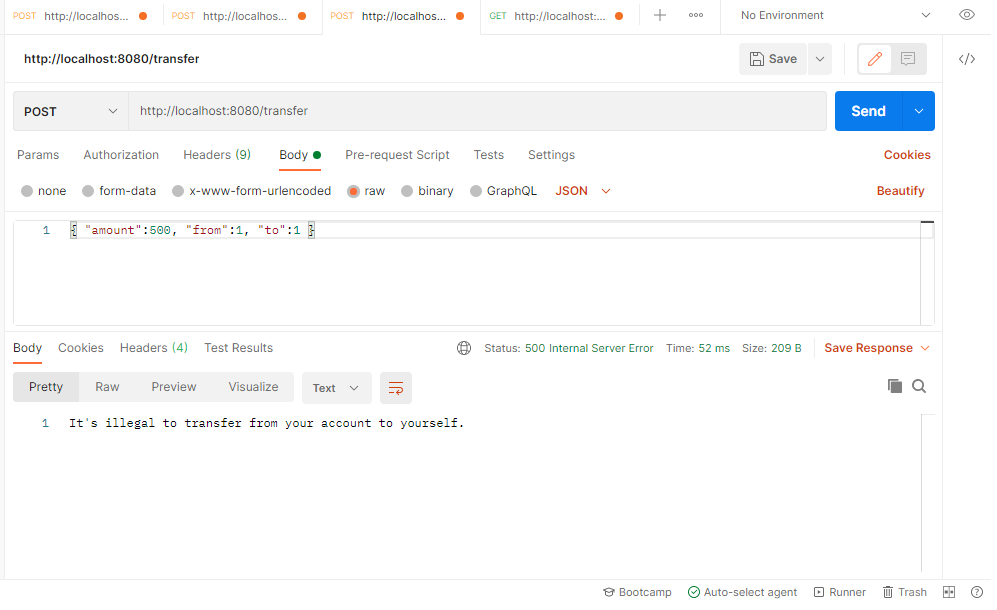 POST http://localhos... POST http://localhos... POST http://localhos... GET http://localhost:... No Environment
http://localhost:8080/transfer Save
POST http://localhost:8080/transfer Send
Params Authorization Headers (9) Body Pre-request Script Tests Settings Cookies
none form-data x-www-form-urlencoded raw binary GraphQL JSON Beautify
1 { "amount":500, "from":1, "to":1 }
Body Cookies Headers (4) Test Results Status: 500 Internal Server Error Time: 52 ms Size: 209 B Save Response
Pretty Raw Preview Visualize Text
1 It's illegal to transfer from your account to yourself.
Bootcamp Auto-select agent Runner Trash